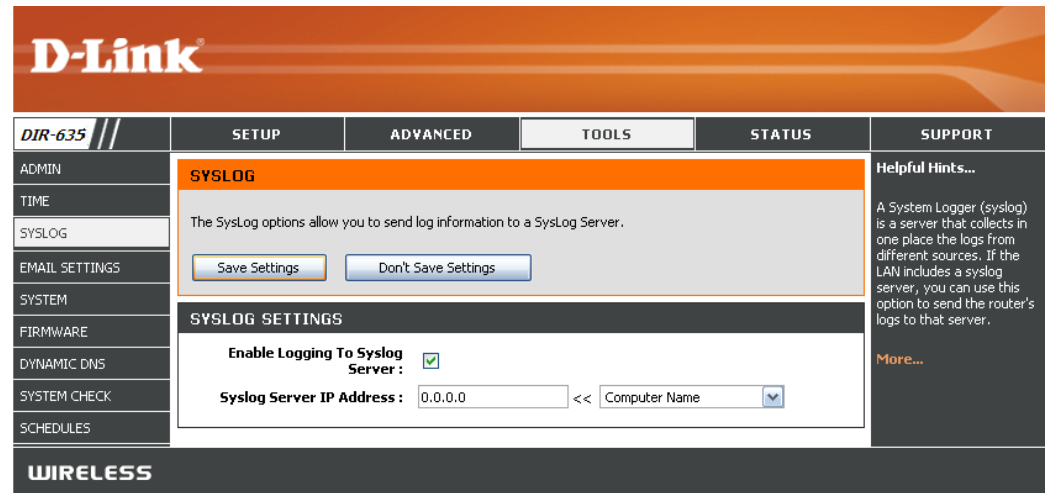 D-Link®
DIR-635
SETUP
ADVANCED
TOOLS
STATUS
SUPPORT
ADMIN
TIME
SYSLOG
EMAIL SETTINGS
SYSTEM
FIRMWARE
DYNAMIC DNS
SYSTEM CHECK
SCHEDULES
SYSLOG
The SysLog options allow you to send log information to a SysLog Server.
Save Settings
Don't Save Settings
SYSLOG SETTINGS
Enable Logging To Syslog
Server :
Syslog Server IP Address :
0.0.0.0
<<
Computer Name
Helpful Hints...
A System Logger (syslog)
is a server that collects in
one place the logs from
different sources. If the
LAN includes a syslog
server, you can use this
option to send the router's
logs to that server.
More...
WIRELESS